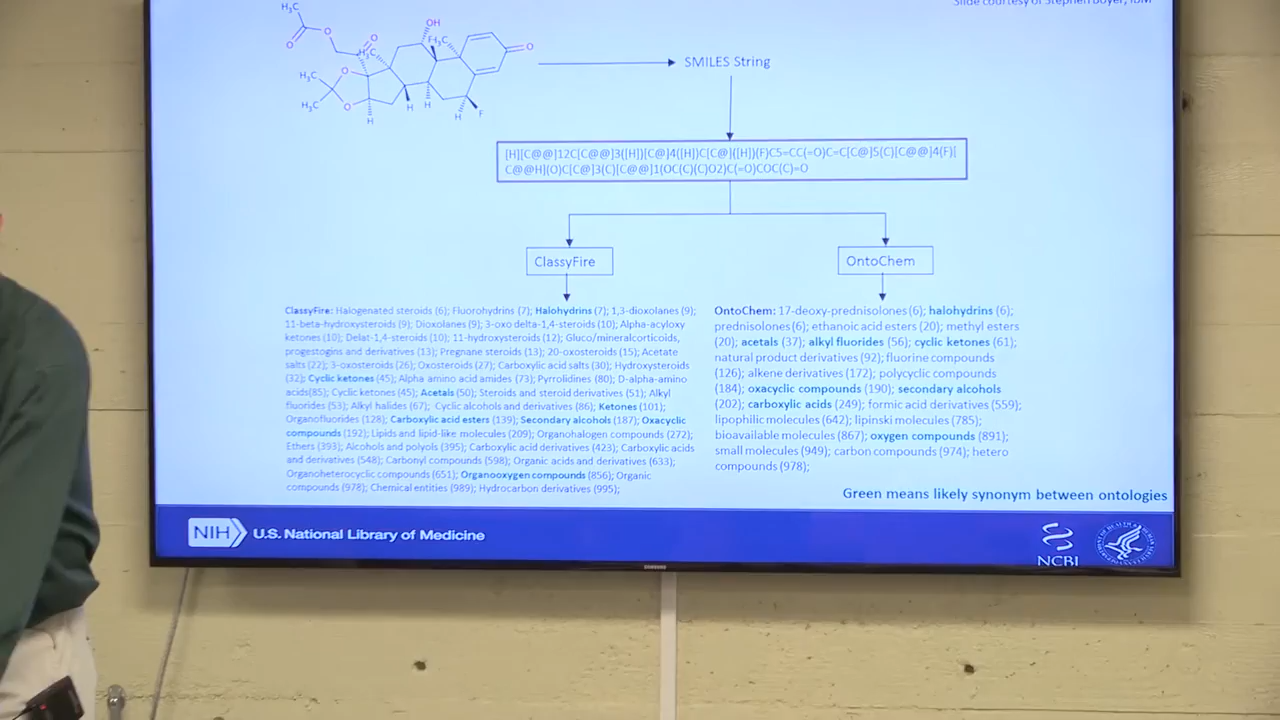 Slide courtesy of Stephen Boyer, IBM
H₃C
O
O
O
OH
H₃C
F
H₃C
O
H₃C
H₃C
O
O
H
H
H
H
F
SMILES String
[H][C@@]12C[C@@]3([H])[C@]4([H])C[C@]([H])(F)C5=CC(=O)C=C[C@]5(C)[C@@]4(F)[
C@@H](O)C[C@]3(C)[C@@]1(OC(C)(C)O2)C(=O)COC(C)=O
ClassyFire
OntoChem
ClassyFire: Halogenated steroids (6); Fluorohydrins (7); Halohydrins (7); 1,3-dioxolanes (9);
11-beta-hydroxysteroids (9); Dioxolanes (9); 3-oxo delta-1,4-steroids (10); Alpha-acyloxy
ketones (10); Delat-1,4-steroids (10); 11-hydroxysteroids (12); Gluco/mineralcorticoids,
progestogins and derivatives (13); Pregnane steroids (13); 20-oxosteroids (15); Acetate
salts (22); 3-oxosteroids (26); Oxosteroids (27); Carboxylic acid salts (30); Hydroxysteroids
(32); Cyclic ketones (45); Alpha amino acid amides (73); Pyrrolidines (80); D-alpha-amino
acids(85); Cyclic ketones (45); Acetals (50); Steroids and steroid derivatives (51); Alkyl
fluorides (53); Alkyl halides (67); Cyclic alcohols and derivatives (86); Ketones (101);
Organofluorides (128); Carboxylic acid esters (139); Secondary alcohols (187); Oxacyclic
compounds (192); Lipids and lipid-like molecules (209); Organohalogen compounds (272);
Ethers (393); Alcohols and polyols (395); Carboxylic acid derivatives (423); Carboxylic acids
and derivatives (548); Carbonyl compounds (598); Organic acids and derivatives (633);
Organoheterocyclic compounds (651); Organooxygen compounds (856); Organic
compounds (978); Chemical entities (989); Hydrocarbon derivatives (995);
OntoChem: 17-deoxy-prednisolones (6); halohydrins (6);
prednisolones (6); ethanoic acid esters (20); methyl esters
(20); acetals (37); alkyl fluorides (56); cyclic ketones (61);
natural product derivatives (92); fluorine compounds
(126); alkene derivatives (172); polycyclic compounds
(184); oxacyclic compounds (190); secondary alcohols
(202); carboxylic acids (249); formic acid derivatives (559);
lipophilic molecules (642); lipinski molecules (785);
bioavailable molecules (867); oxygen compounds (891);
small molecules (949); carbon compounds (974); hetero
compounds (978);
Green means likely synonym between ontologies
NIH
U.S. National Library of Medicine
NCBI
SAMSUNG